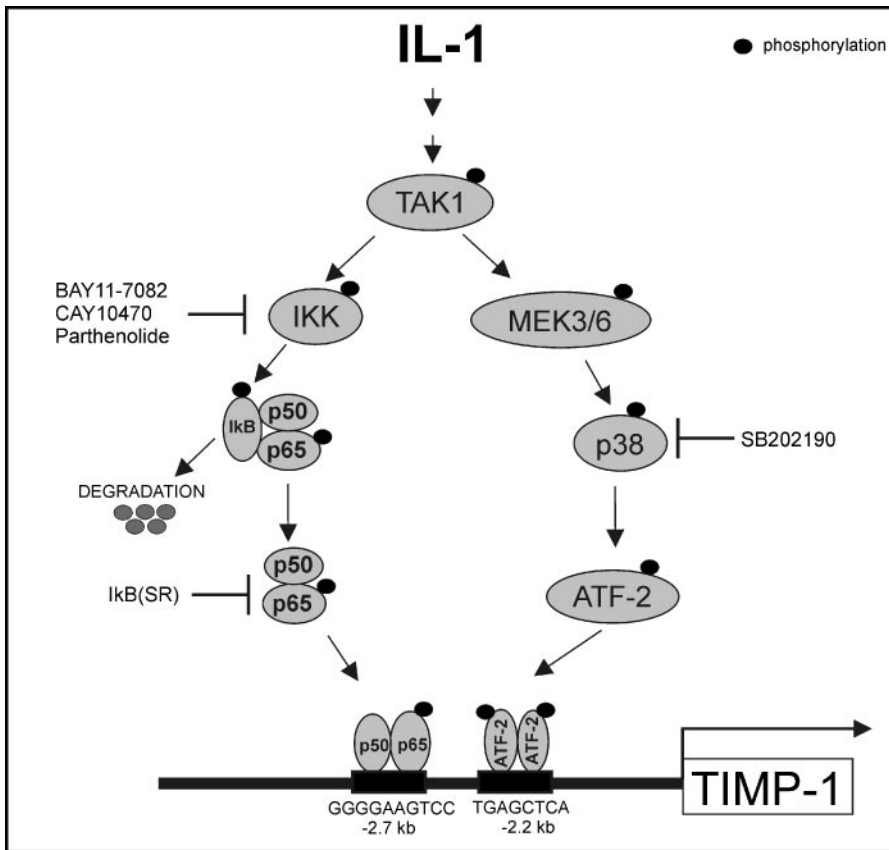 IL-1
phosphorylation
TAK1
BAY11-7082
CAY10470
Parthenolide
IKK
MEK3/6
IkB
p50
p65
p38
SB202190
DEGRADATION
p50
p65
IkB(SR)
ATF-2
p50
p65
ATF-2
ATF-2
TIMP-1
GGGGAAGTCC
-2.7 kb
TGAGCTCA
-2.2 kb